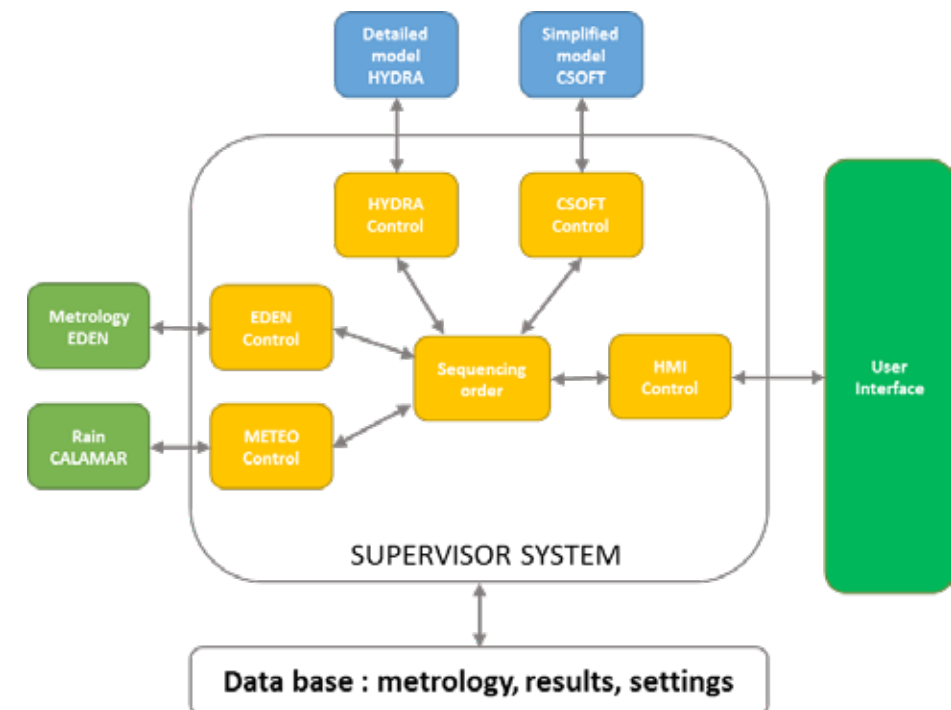 Detailed
model
HYDRA
Simplified
model
CSOFT
HYDRA
Control
CSOFT
Control
Metrology
EDEN
EDEN
Control
Sequencing
order
HMI
Control
User
Interface
Rain
CALAMAR
METEO
Control
SUPERVISOR SYSTEM
Data base : metrology, results, settings